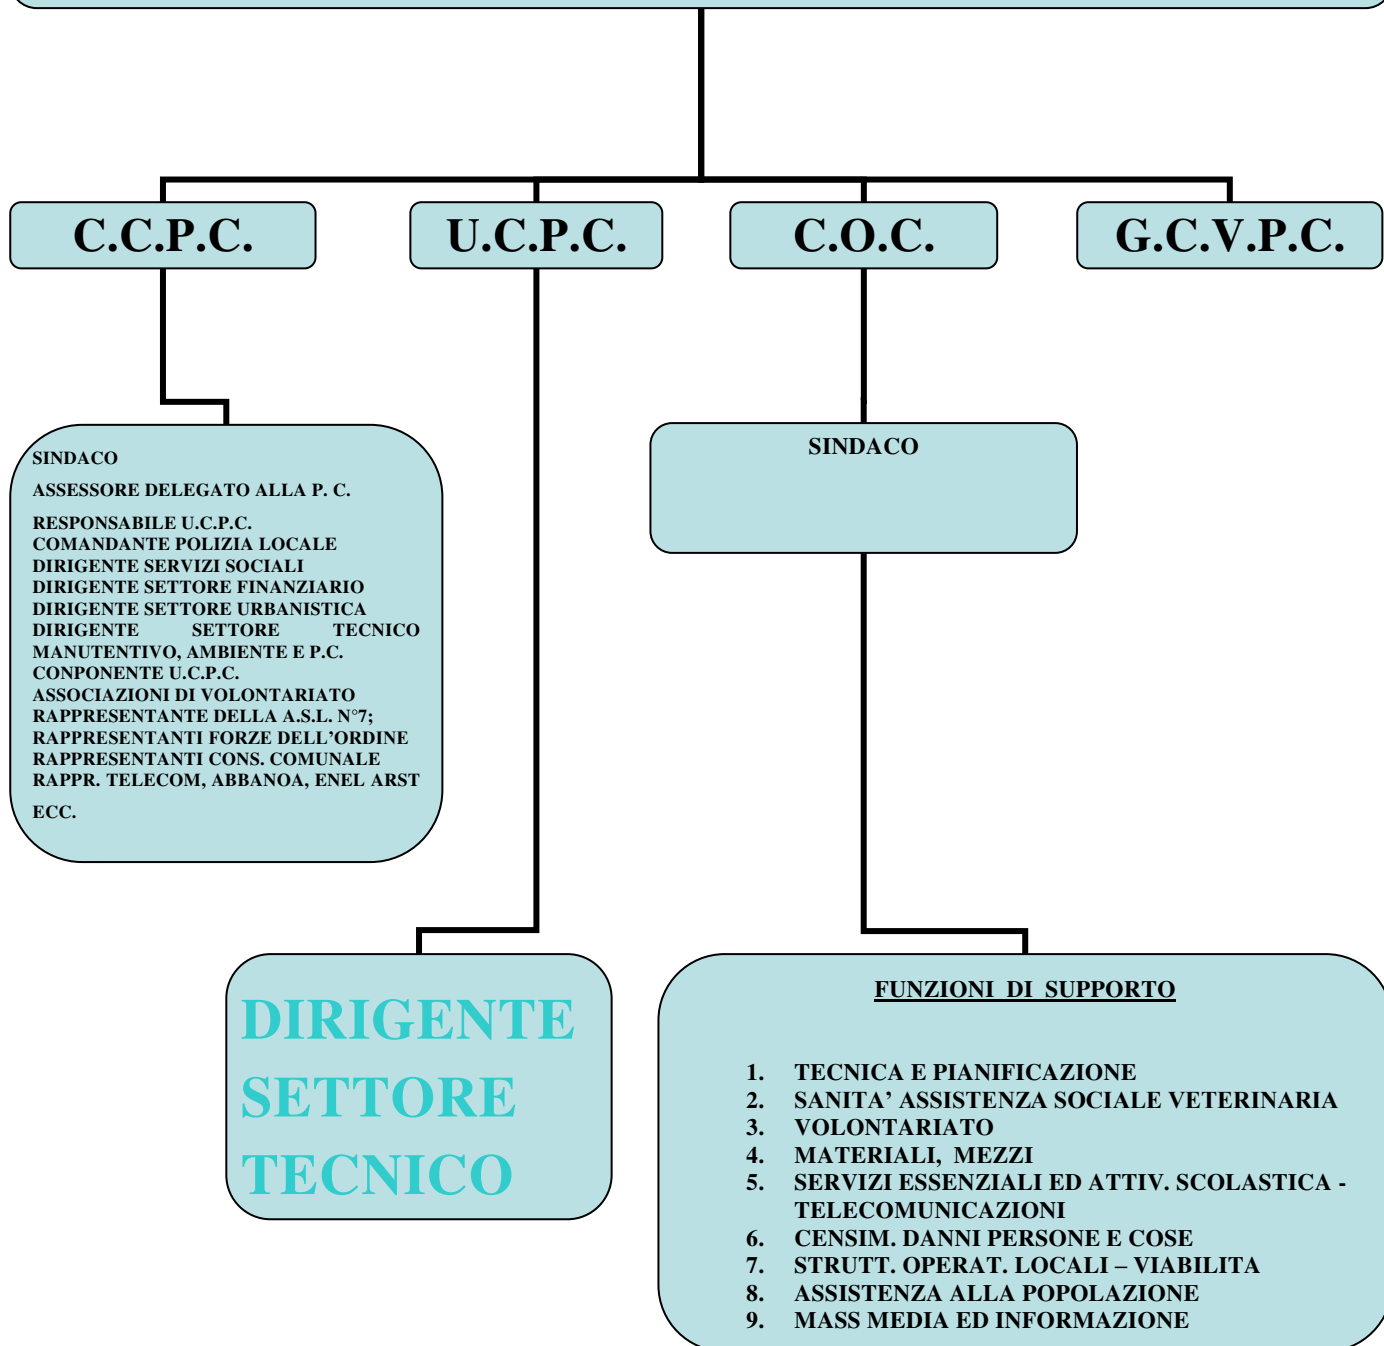 C.C.P.C.
U.C.P.C.
C.O.C.
G.C.V.P.C.
SINDACO
ASSESSORE DELEGATO ALLA P. C.
RESPONSABILE U.C.P.C.
COMANDANTE POLIZIA LOCALE
DIRIGENTE SERVIZI SOCIALI
DIRIGENTE SETTORE FINANZIARIO
DIRIGENTE SETTORE URBANISTICA
DIRIGENTE SETTORE TECNICO
MANUTENTIVO, AMBIENTE E P.C.
CONPONENTE U.C.P.C.
ASSOCIAZIONI DI VOLONTARIATO
RAPPRESENTANTE DELLA A.S.L. N°7;
RAPPRESENTANTI FORZE DELL’ORDINE
RAPPRESENTANTI CONS. COMUNALE
RAPPR. TELECOM, ABBANOA, ENEL ARST
ECC.
SINDACO
DIRIGENTE
SETTORE
TECNICO
FUNZIONI DI SUPPORTO
1. TECNICA E PIANIFICAZIONE
2. SANITA’ ASSISTENZA SOCIALE VETERINARIA
3. VOLONTARIATO
4. MATERIALI, MEZZI
5. SERVIZI ESSENZIALI ED ATTIV. SCOLASTICA -
TELECOMUNICAZIONI
6. CENSIM. DANNI PERSONE E COSE
7. STRUTT. OPERAT. LOCALI – VIABILITA
8. ASSISTENZA ALLA POPOLAZIONE
9. MASS MEDIA ED INFORMAZIONE